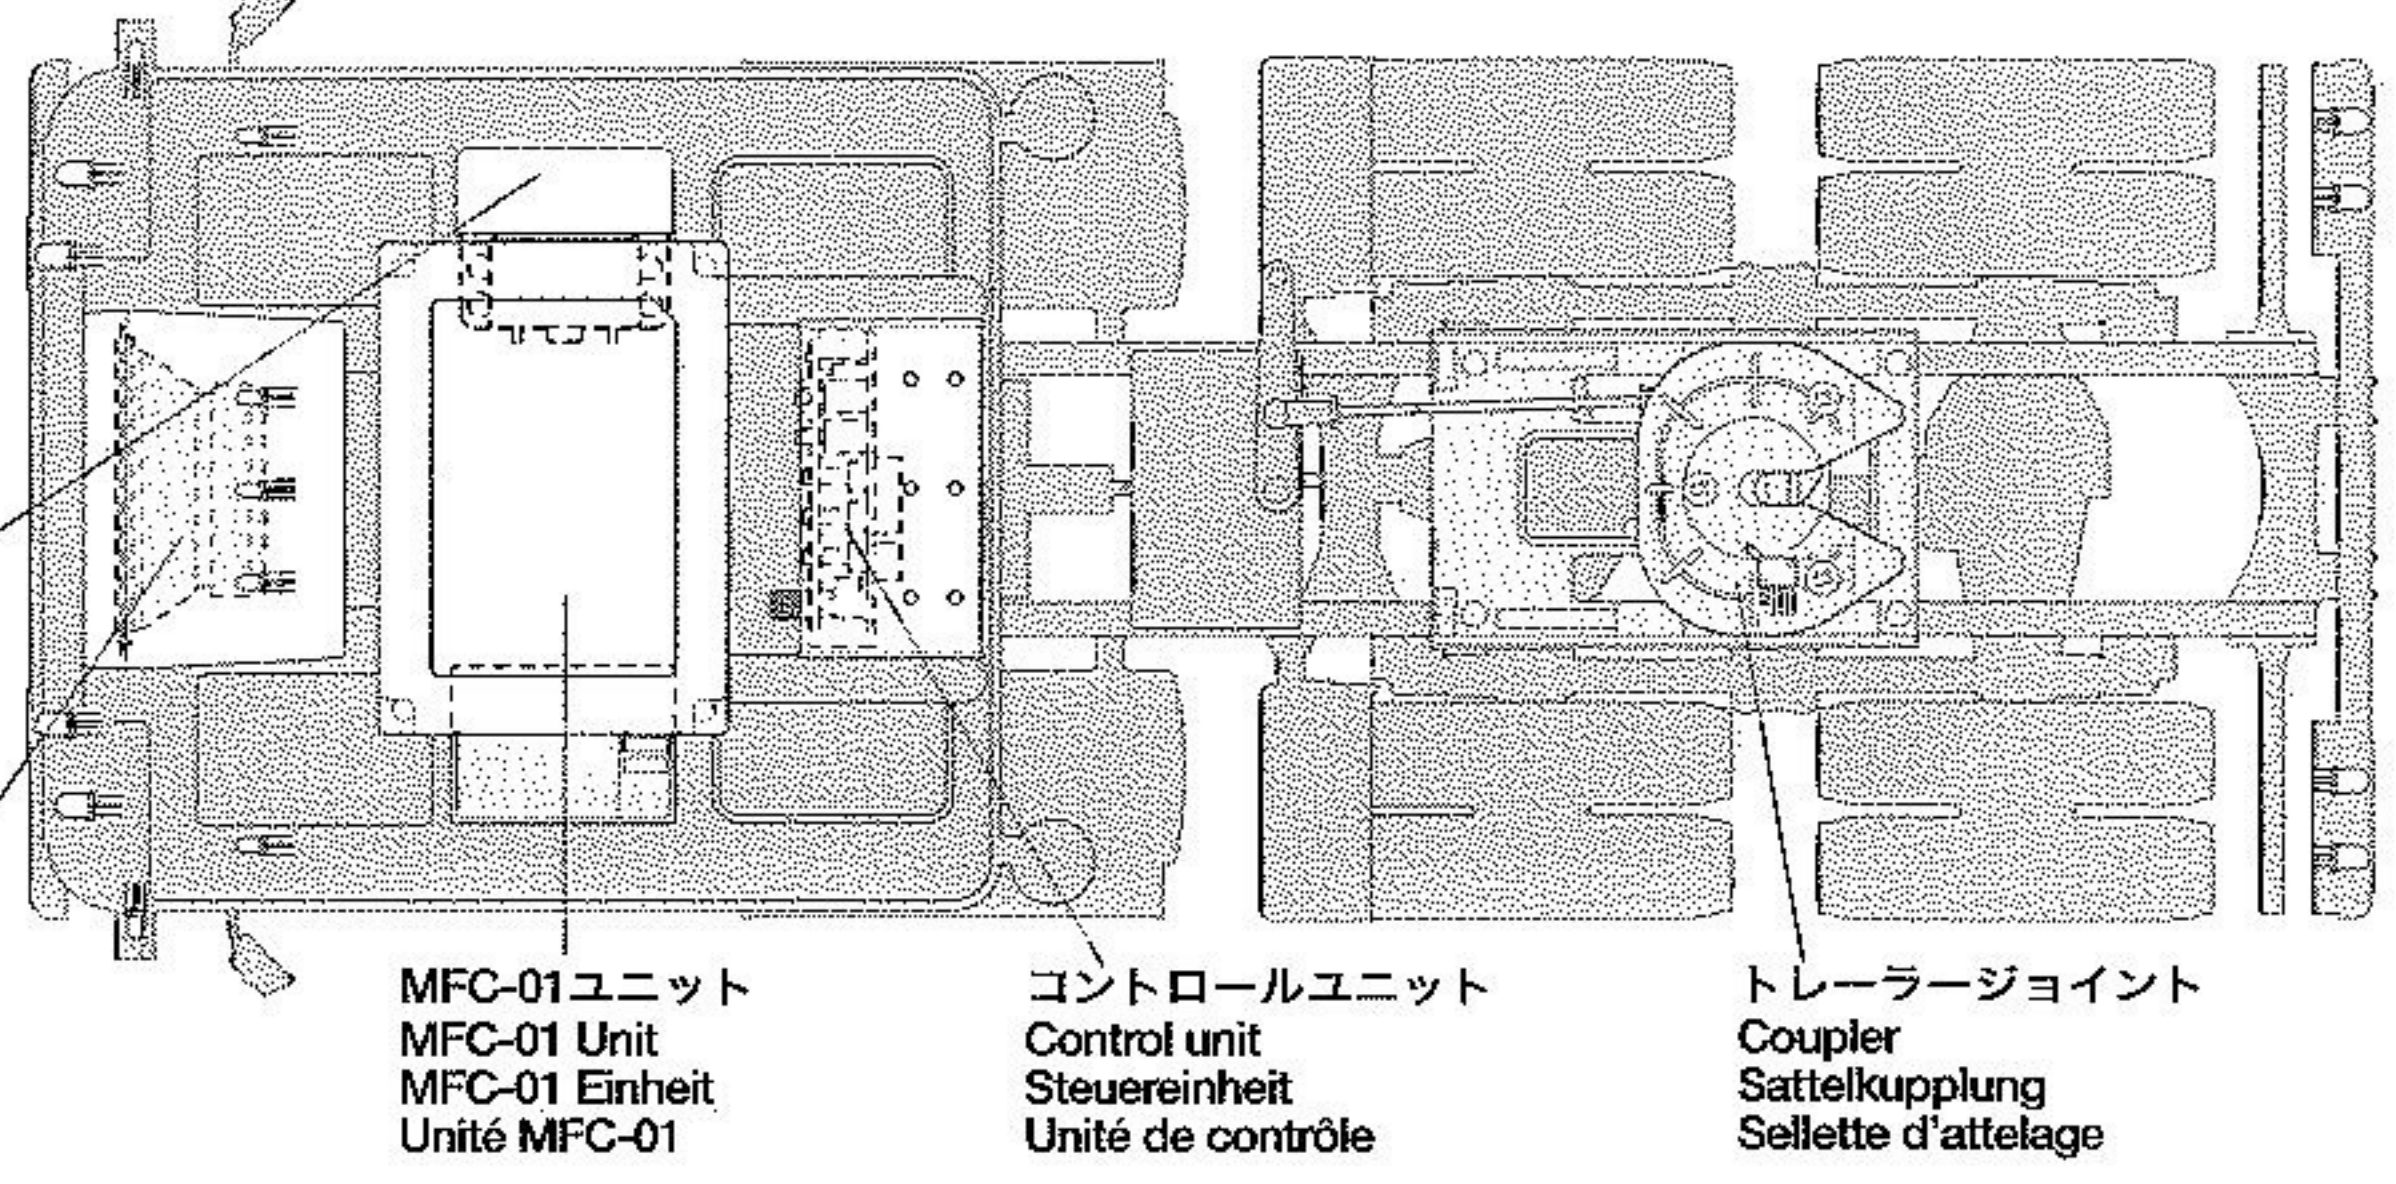 MFC-01ユニット
MFC-01 Unit
MFC-01 Einheit
Unité MFC-01
コントロールユニット
Control unit
Steuereinheit
Unité de contrôle
トレーラージョイント
Coupler
Sattelkupplung
Sellette d'attelage